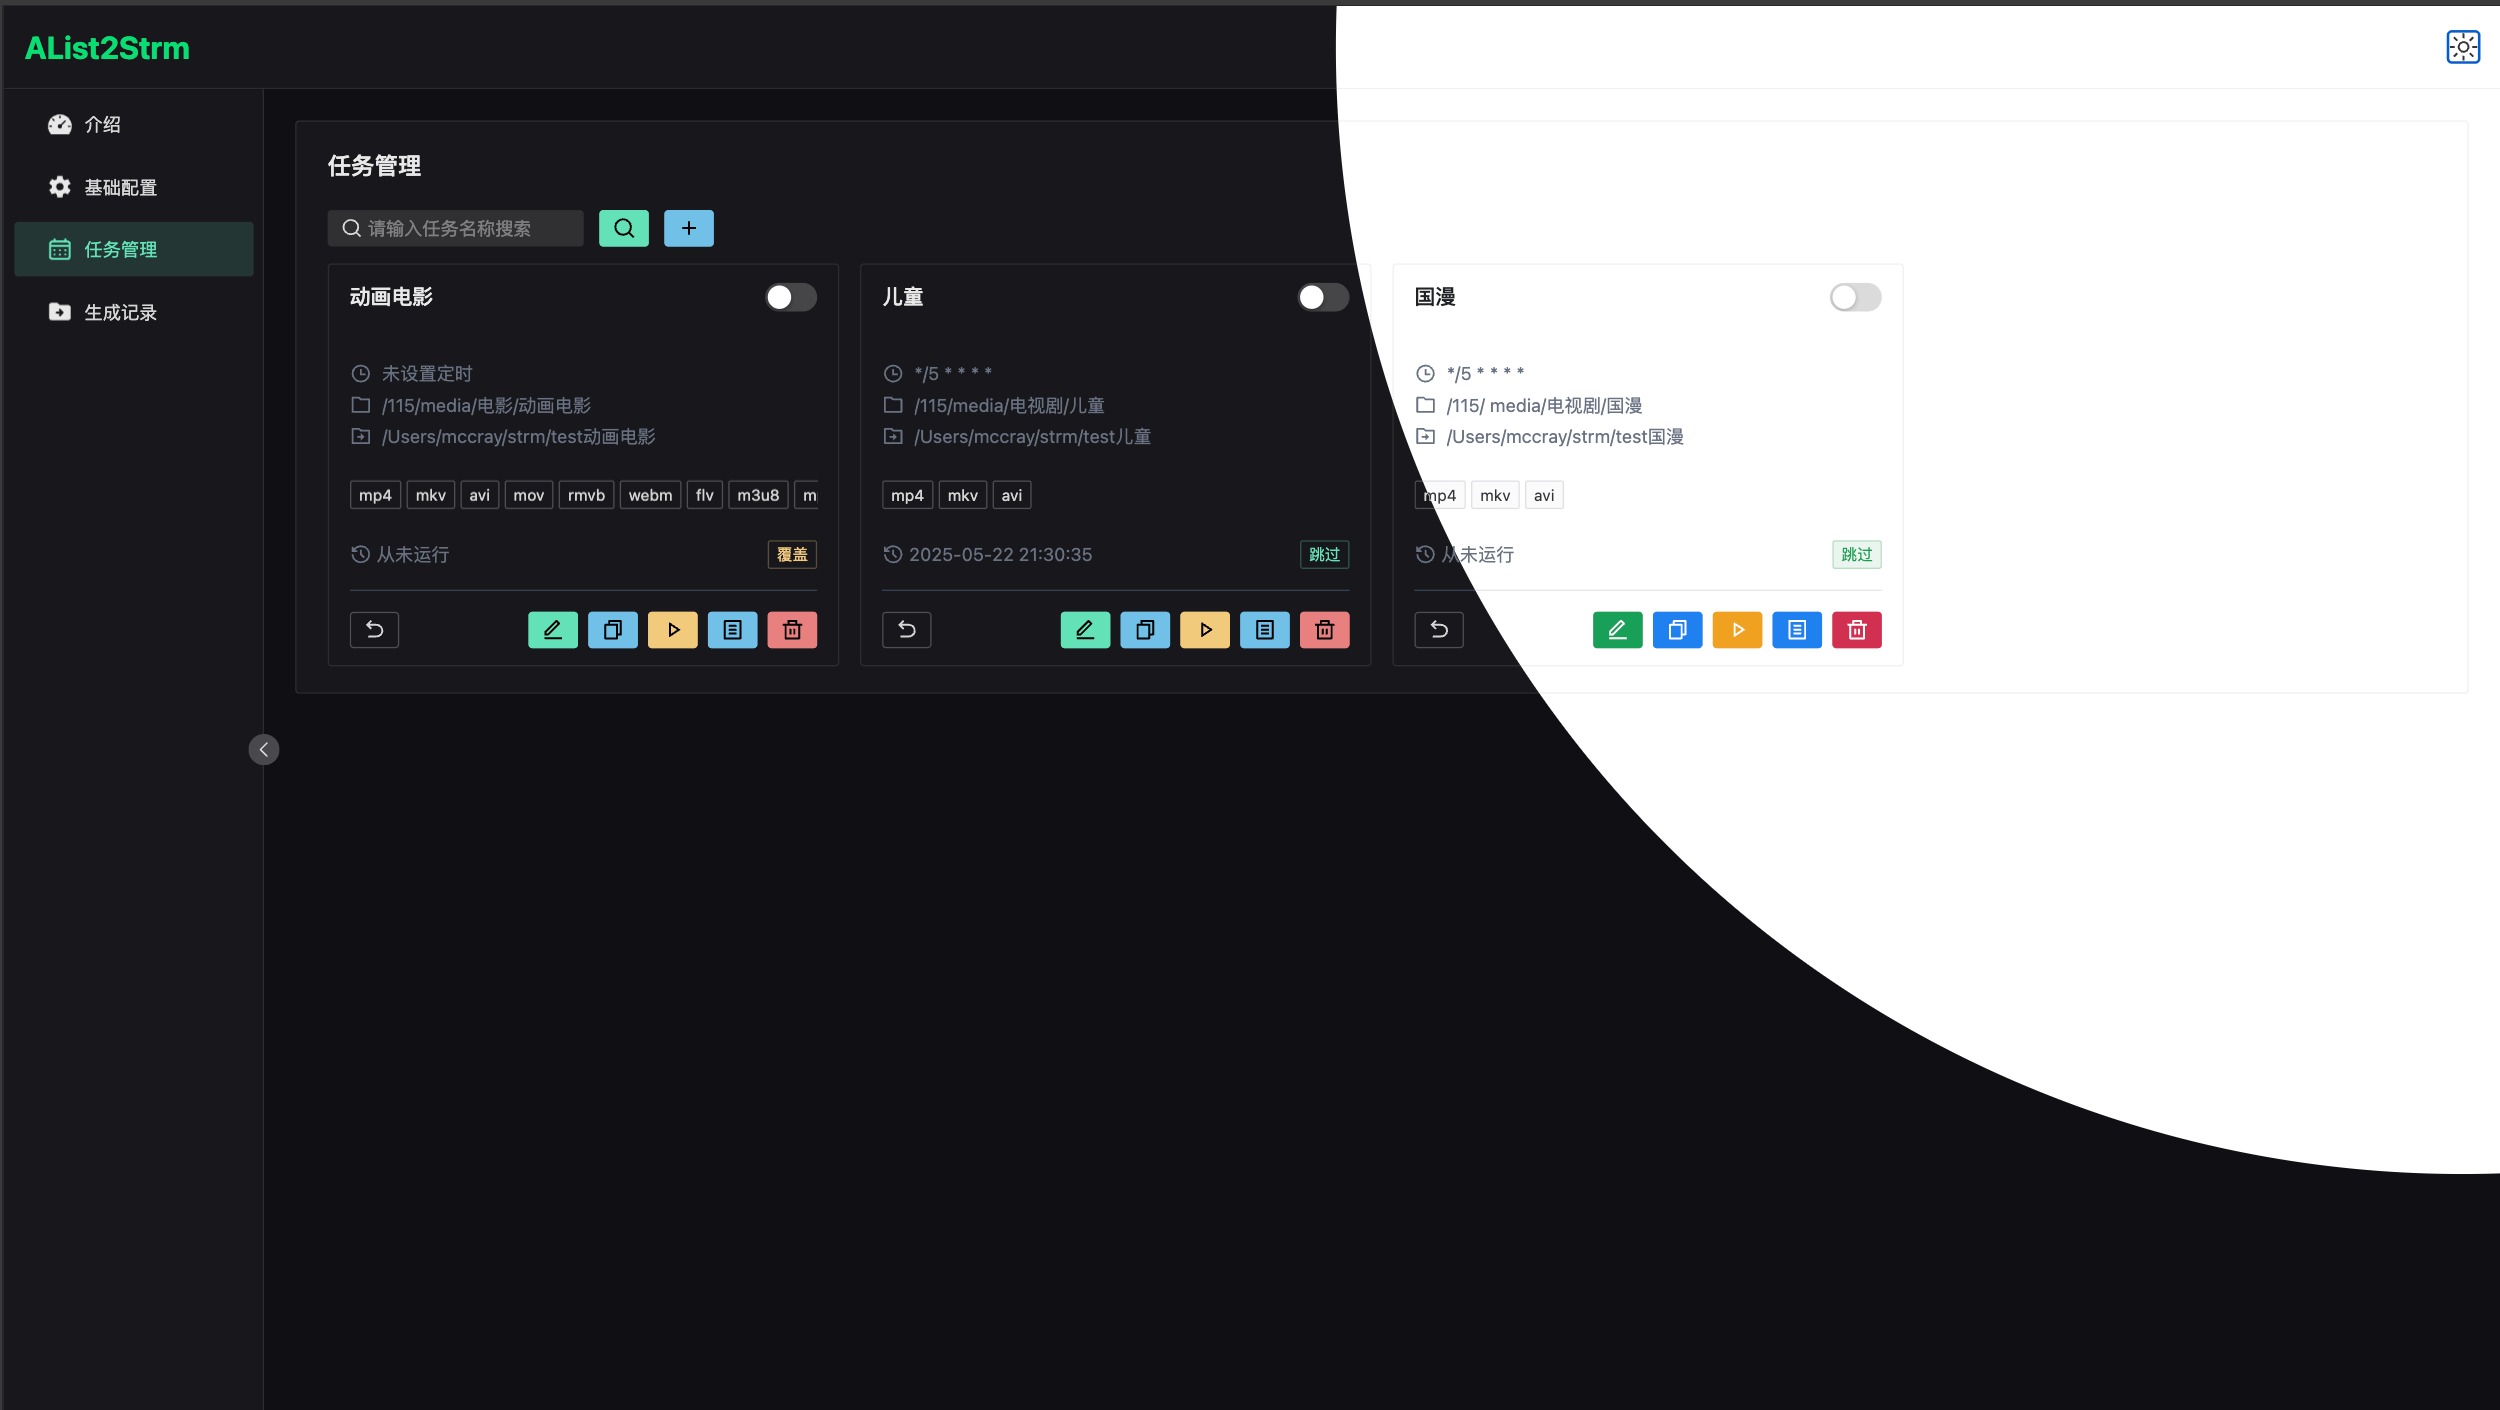 AList2Strm
介绍
基础配置
任务管理
生成记录
任务管理
请输入任务名称搜索
动画电影
未设置定时
/115/media/电影/动画电影
/Users/mccray/strm/test动画电影
mp4 mkv avi mov rmvb webm flv m3u8
从未运行 覆盖
儿童
*/5 * * * *
/115/media/电视剧/儿童
/Users/mccray/strm/test儿童
mp4 mkv avi
2025-05-22 21:30:35 跳过
国漫
*/5 * * * *
/115/ media/电视剧/国漫
/Users/mccray/strm/test国漫
mp4 mkv avi
从未运行 跳过